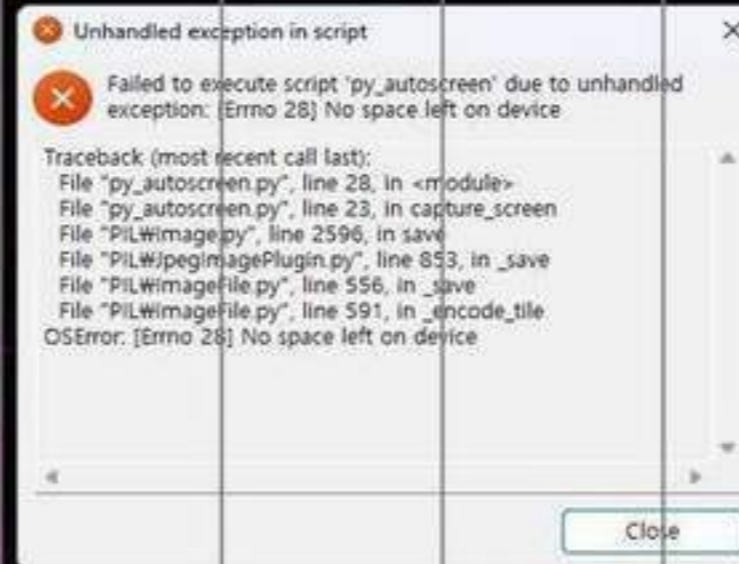 Unhandled exception in script
Failed to execute script 'py_autoscreen' due to unhandled
exception: [Errno 28] No space left on device
Traceback (most recent call last):
File "py_autoscreen.py", line 28, in <module>
File "py_autoscreen.py", line 23, in capture_screen
File "PIL₩Image.py", line 2596, in save
File "PIL₩JpegImagePlugin.py", line 853, in _save
File "PIL₩ImageFile.py", line 556, in _save
File "PIL₩ImageFile.py", line 591, in _encode_tile
OSError: [Errno 28] No space left on device
Close